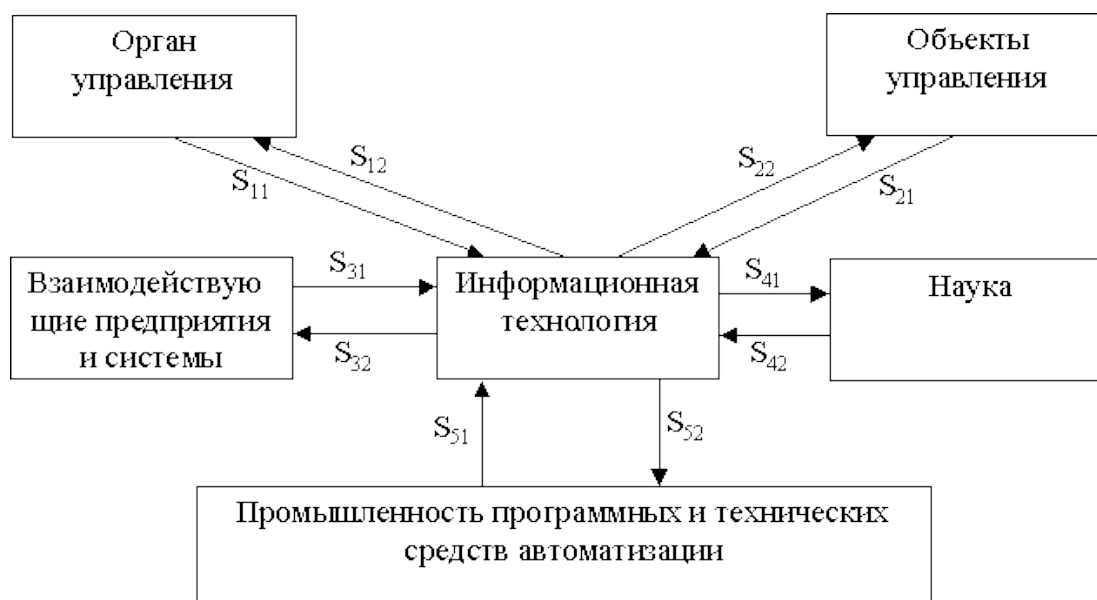 Орган
управления
Объекты
управления
S12
S11
S22
S21
Взаимодействую
щие предприятия
и системы
S31
S32
Информационная
технология
S41
S42
Наука
S51
S52
Промышленность программных и технических
средств автоматизации